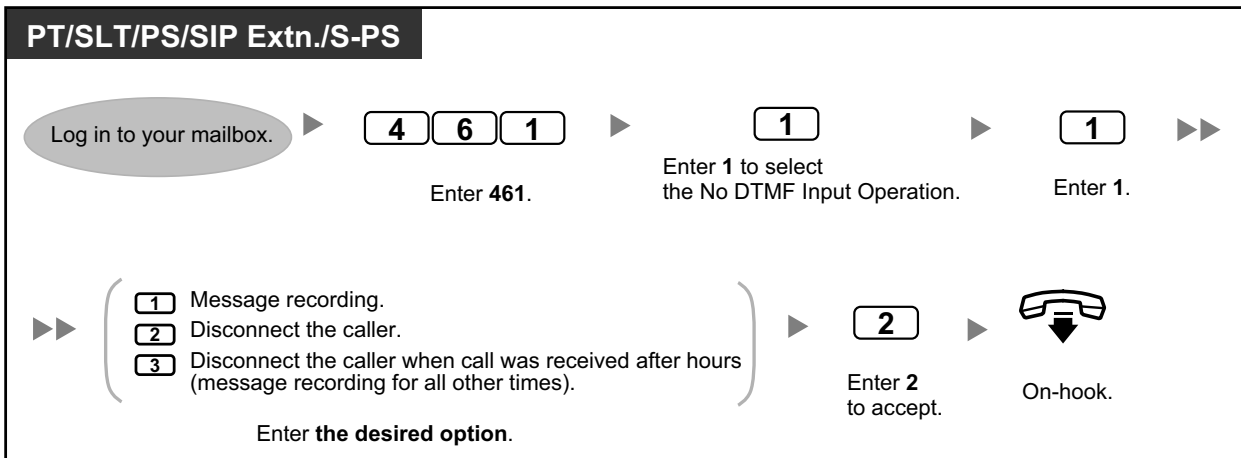 PT/SLT/PS/SIP Extn./S-PS
Log in to your mailbox.
4 6 1
Enter 461.
1
Enter 1 to select
the No DTMF Input Operation.
1
Enter 1.
1 Message recording.
2 Disconnect the caller.
3 Disconnect the caller when call was received after hours
(message recording for all other times).
Enter the desired option.
2
Enter 2
to accept.
On-hook.